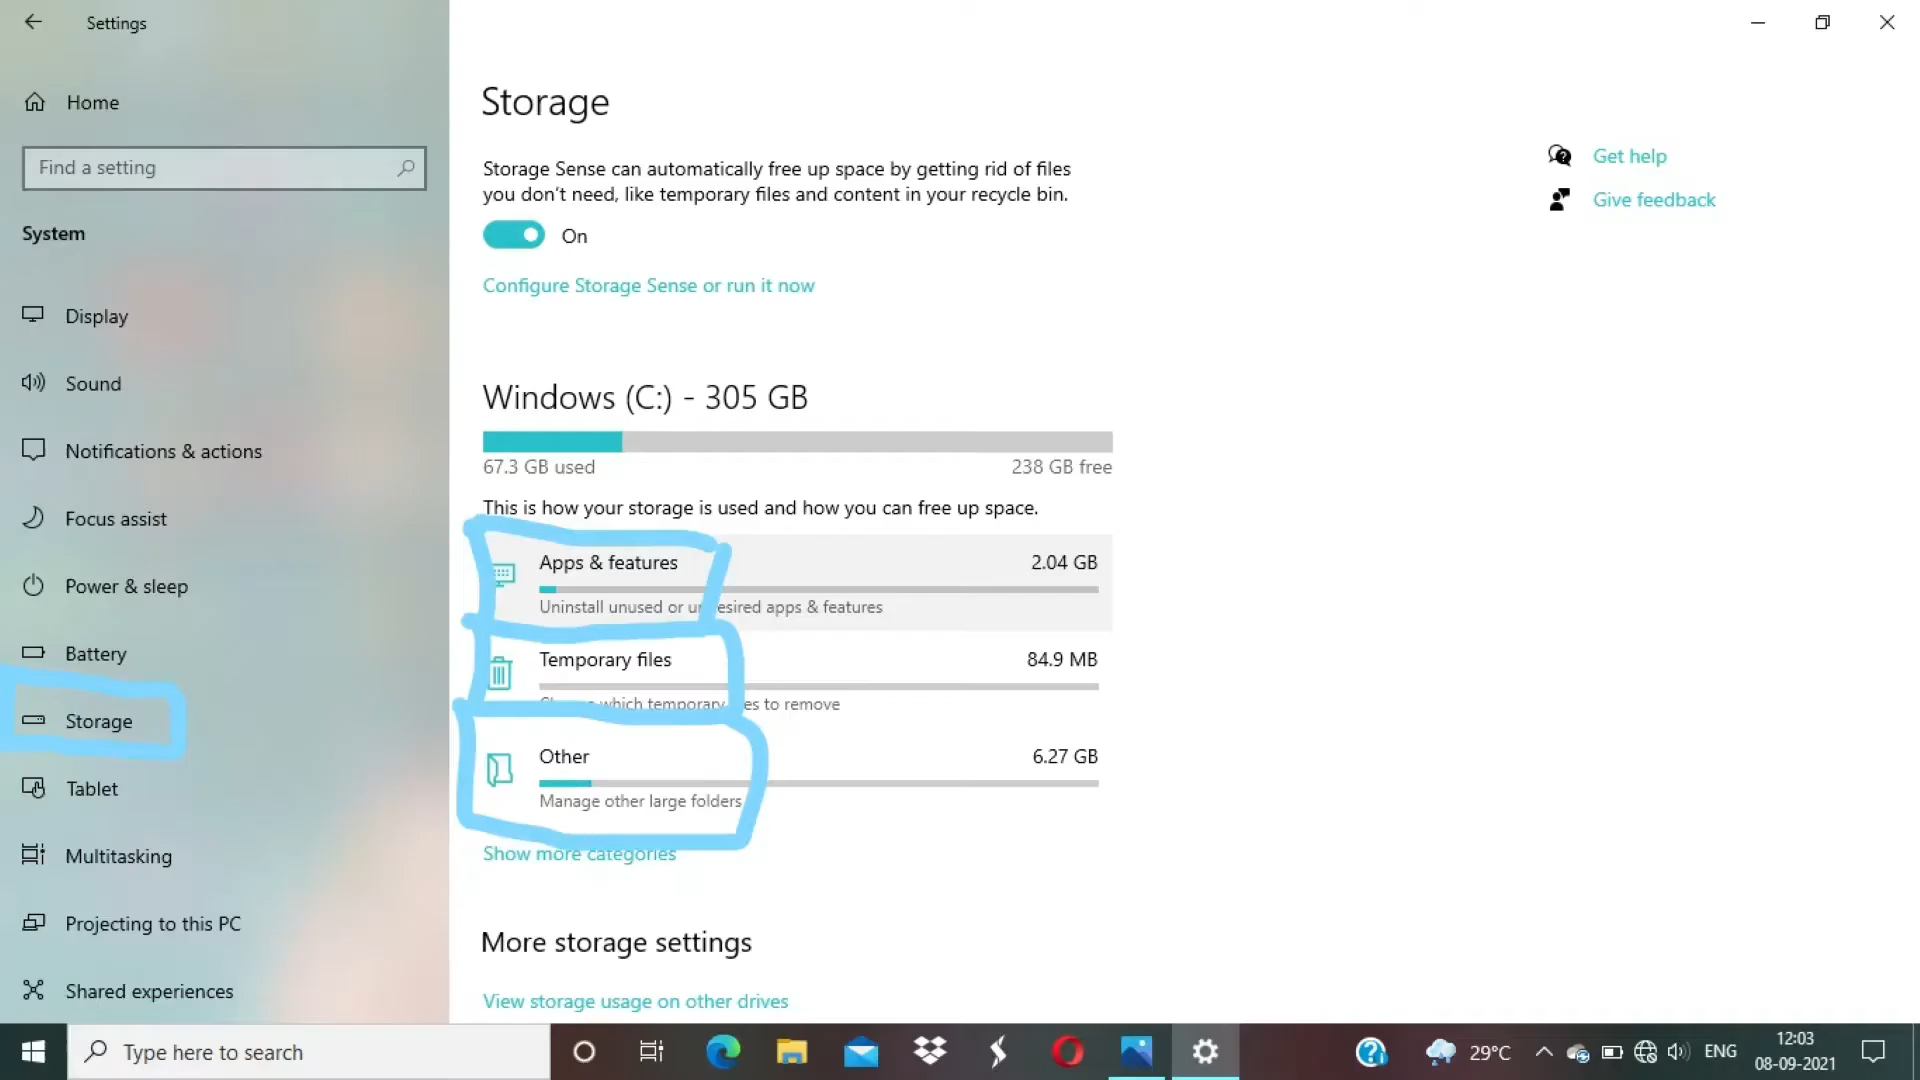 Settings
Home
Find a setting
System
Display
Sound
Notifications & actions
Focus assist
Power & sleep
Battery
Storage
Tablet
Multitasking
Projecting to this PC
Shared experiences
Storage
Storage Sense can automatically free up space by getting rid of files
you don't need, like temporary files and content in your recycle bin.
On
Configure Storage Sense or run it now
Windows (C:) - 305 GB
67.3 GB used 238 GB free
This is how your storage is used and how you can free up space.
Apps & features 2.04 GB
Uninstall unused or apps & features
Temporary files 84.9 MB
which temporary to remove
Other 6.27 GB
Manage other large folders
Show more categories
More storage settings
View storage usage on other drives
Get help
Give feedback
Type here to search
29°C
ENG
12:03
08-09-2021